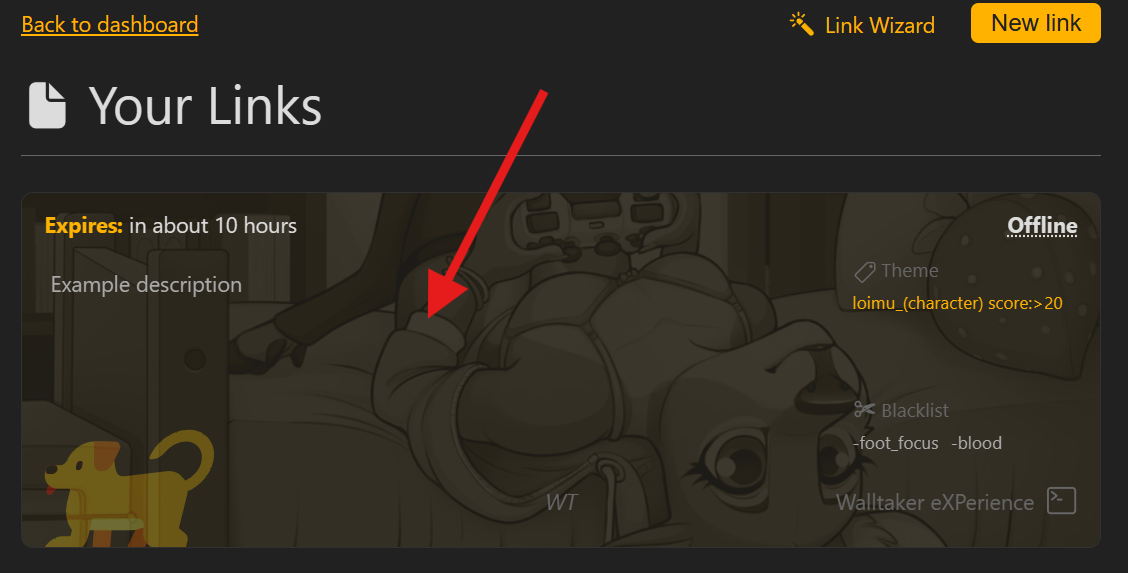 Back to dashboard
Link Wizard
New link
Your Links
Expires: in about 10 hours
Offline
Example description
Theme
loimu_(character) score:>20
Blacklist
-foot_focus -blood
WT
Walltaker eXPerience